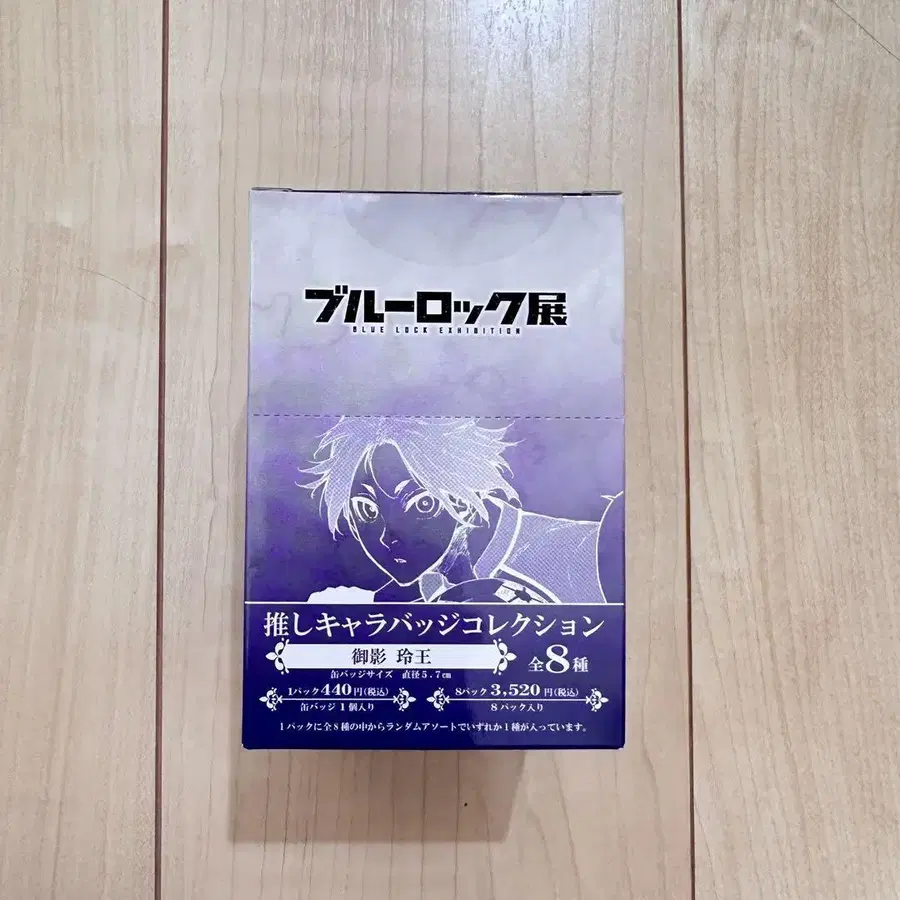 ブルーロック展
BLUE LOCK EXHIBITION
推しキャラバッジコレクション
御影 玲王
全8種
缶バッジサイズ 直径5.7cm
1パック440円(税込)
缶バッジ1個入り
8パック3,520円(税込)
8パック入り
1パックに全8種の中からランダムアソートでいずれか1種が入っています。